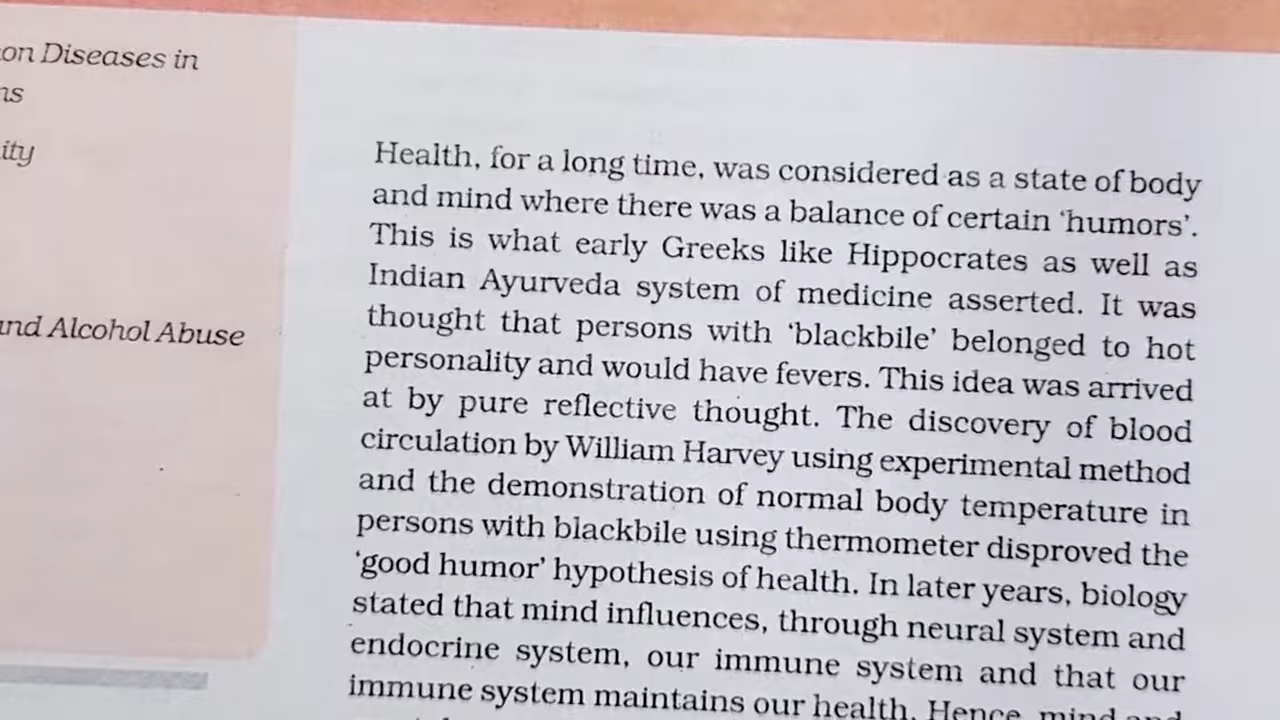 on Diseases in
ns
ity
and Alcohol Abuse
Health, for a long time, was considered as a state of body
and mind where there was a balance of certain ‘humors’.
This is what early Greeks like Hippocrates as well as
Indian Ayurveda system of medicine asserted. It was
thought that persons with ‘blackbile’ belonged to hot
personality and would have fevers. This idea was arrived
at by pure reflective thought. The discovery of blood
circulation by William Harvey using experimental method
and the demonstration of normal body temperature in
persons with blackbile using thermometer disproved the
‘good humor’ hypothesis of health. In later years, biology
stated that mind influences, through neural system and
endocrine system, our immune system and that our
immune system maintains our health. Hence, mind and